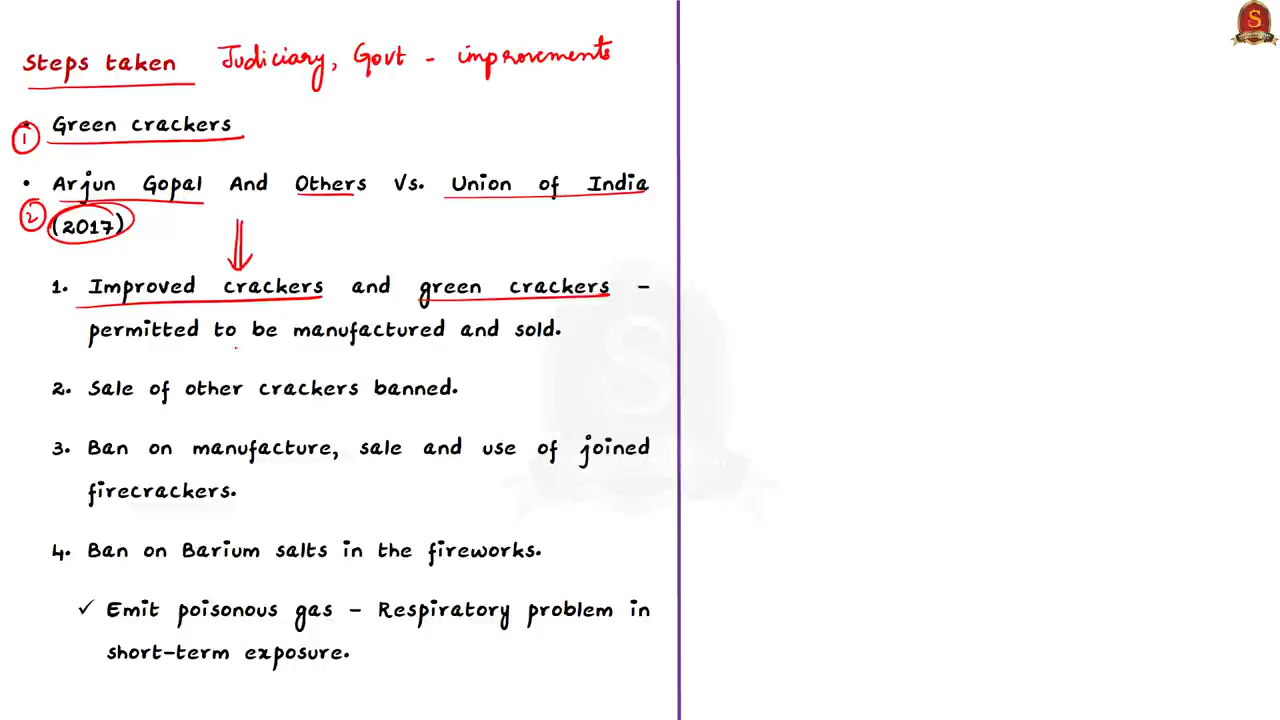 Steps taken Judiciary, Govt - improvements
1 Green crackers
• Arjun Gopal And Others Vs. Union of India
2 (2017)
1. Improved crackers and green crackers -
permitted to be manufactured and sold.
2. Sale of other crackers banned.
3. Ban on manufacture, sale and use of joined
firecrackers.
4. Ban on Barium salts in the fireworks.
✓ Emit poisonous gas - Respiratory problem in
short-term exposure.
S
S